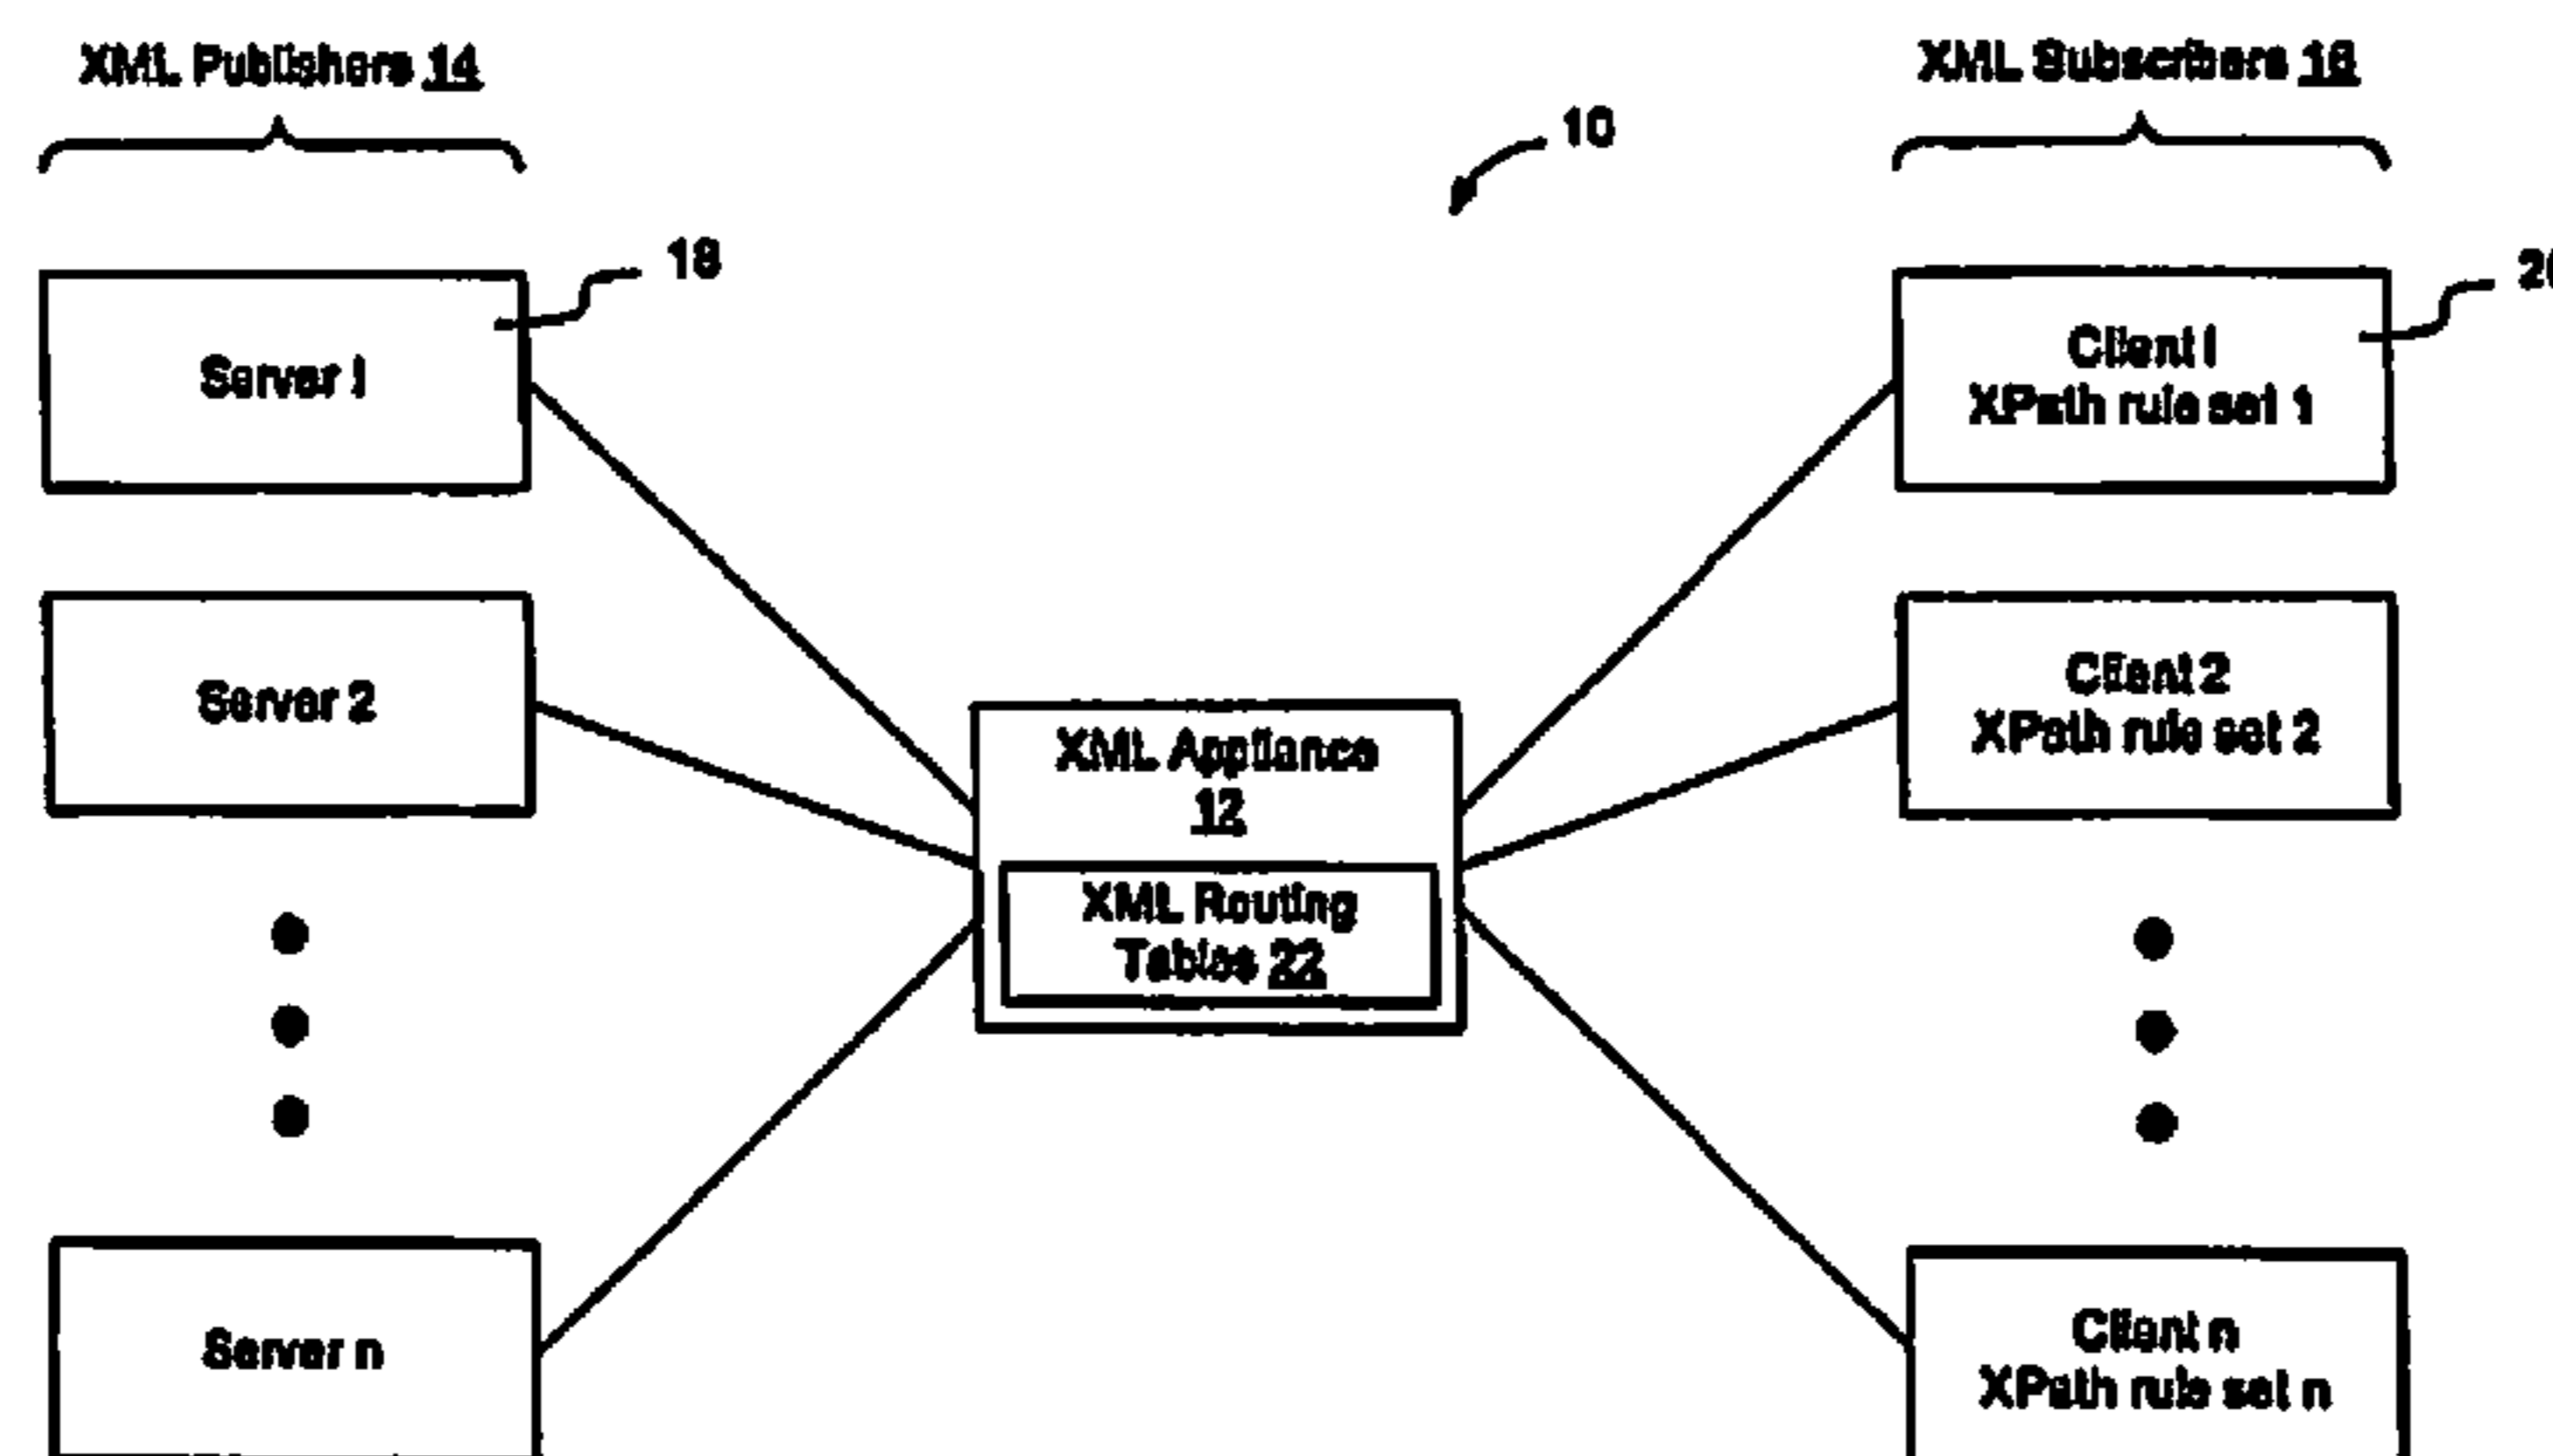 XML Publishers 14
XML Subscribers 16
10
18
Server 1
Client 1
XPath rule set 1
Server 2
Client 2
XPath rule set 2
XML Appliance
12
XML Routing
Tables 22
Server n
Client n
XPath rule set n